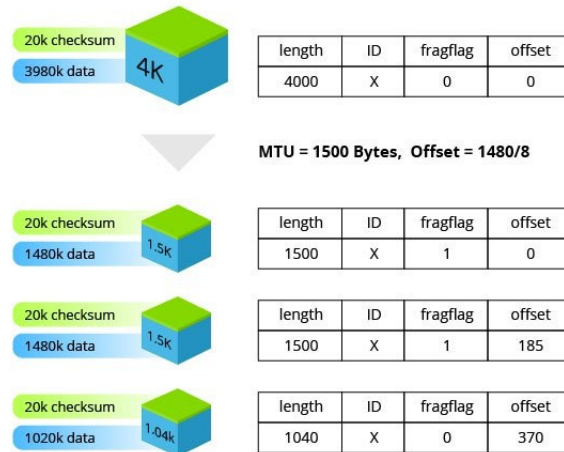 20k checksum
3980k data
4K
length ID fragflag offset
4000 X 0 0
MTU = 1500 Bytes, Offset = 1480/8
20k checksum
1480k data
1.5K
length ID fragflag offset
1500 X 1 0
20k checksum
1480k data
1.5K
length ID fragflag offset
1500 X 1 185
20k checksum
1020k data
1.04k
length ID fragflag offset
1040 X 0 370